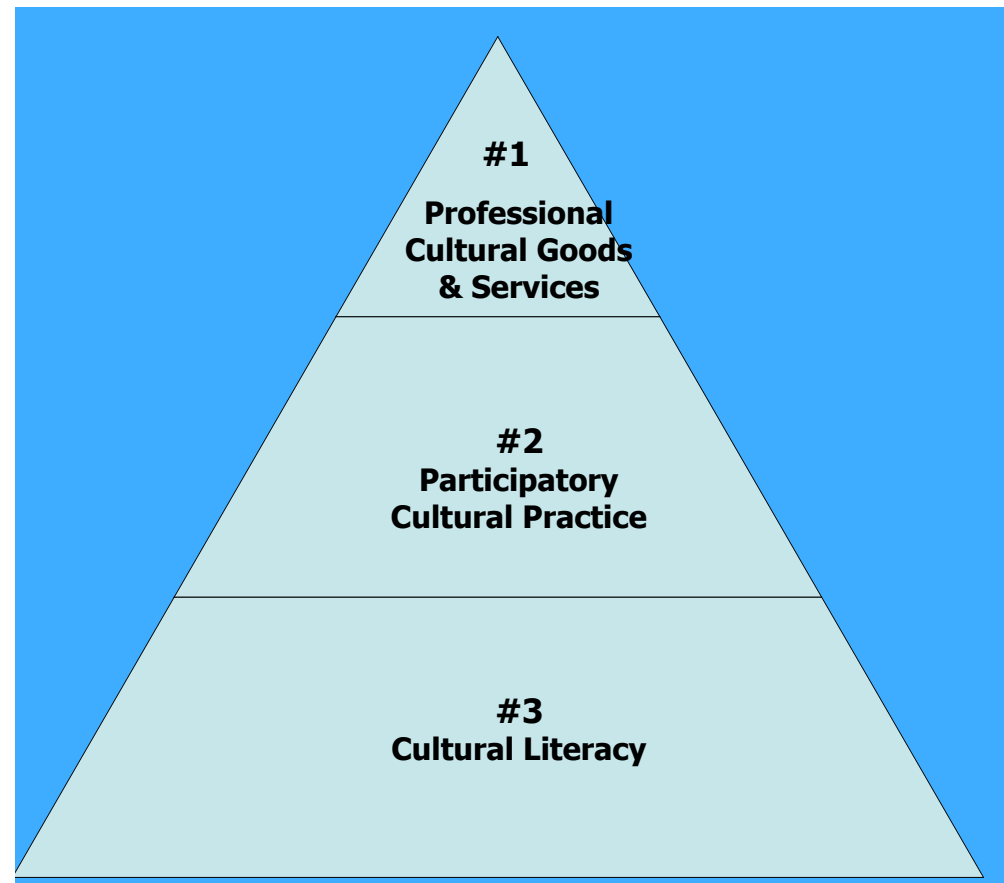 #1
Professional
Cultural Goods
& Services
#2
Participatory
Cultural Practice
#3
Cultural Literacy